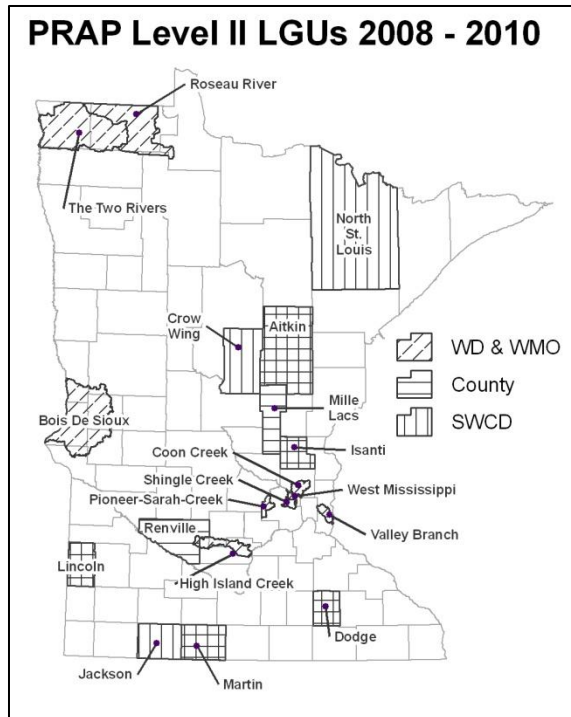 PRAP Level II LGUs 2008 - 2010
Roseau River
The Two Rivers
North
St.
Louis
Crow
Wing
Aitkin
WD & WMO
County
SWCD
Mille
Lacs
Bois De Sioux
Isanti
Coon Creek
Shingle Creek
West Mississippi
Pioneer-Sarah-Creek
Valley Branch
Renville
Lincoln
High Island Creek
Dodge
Jackson
Martin